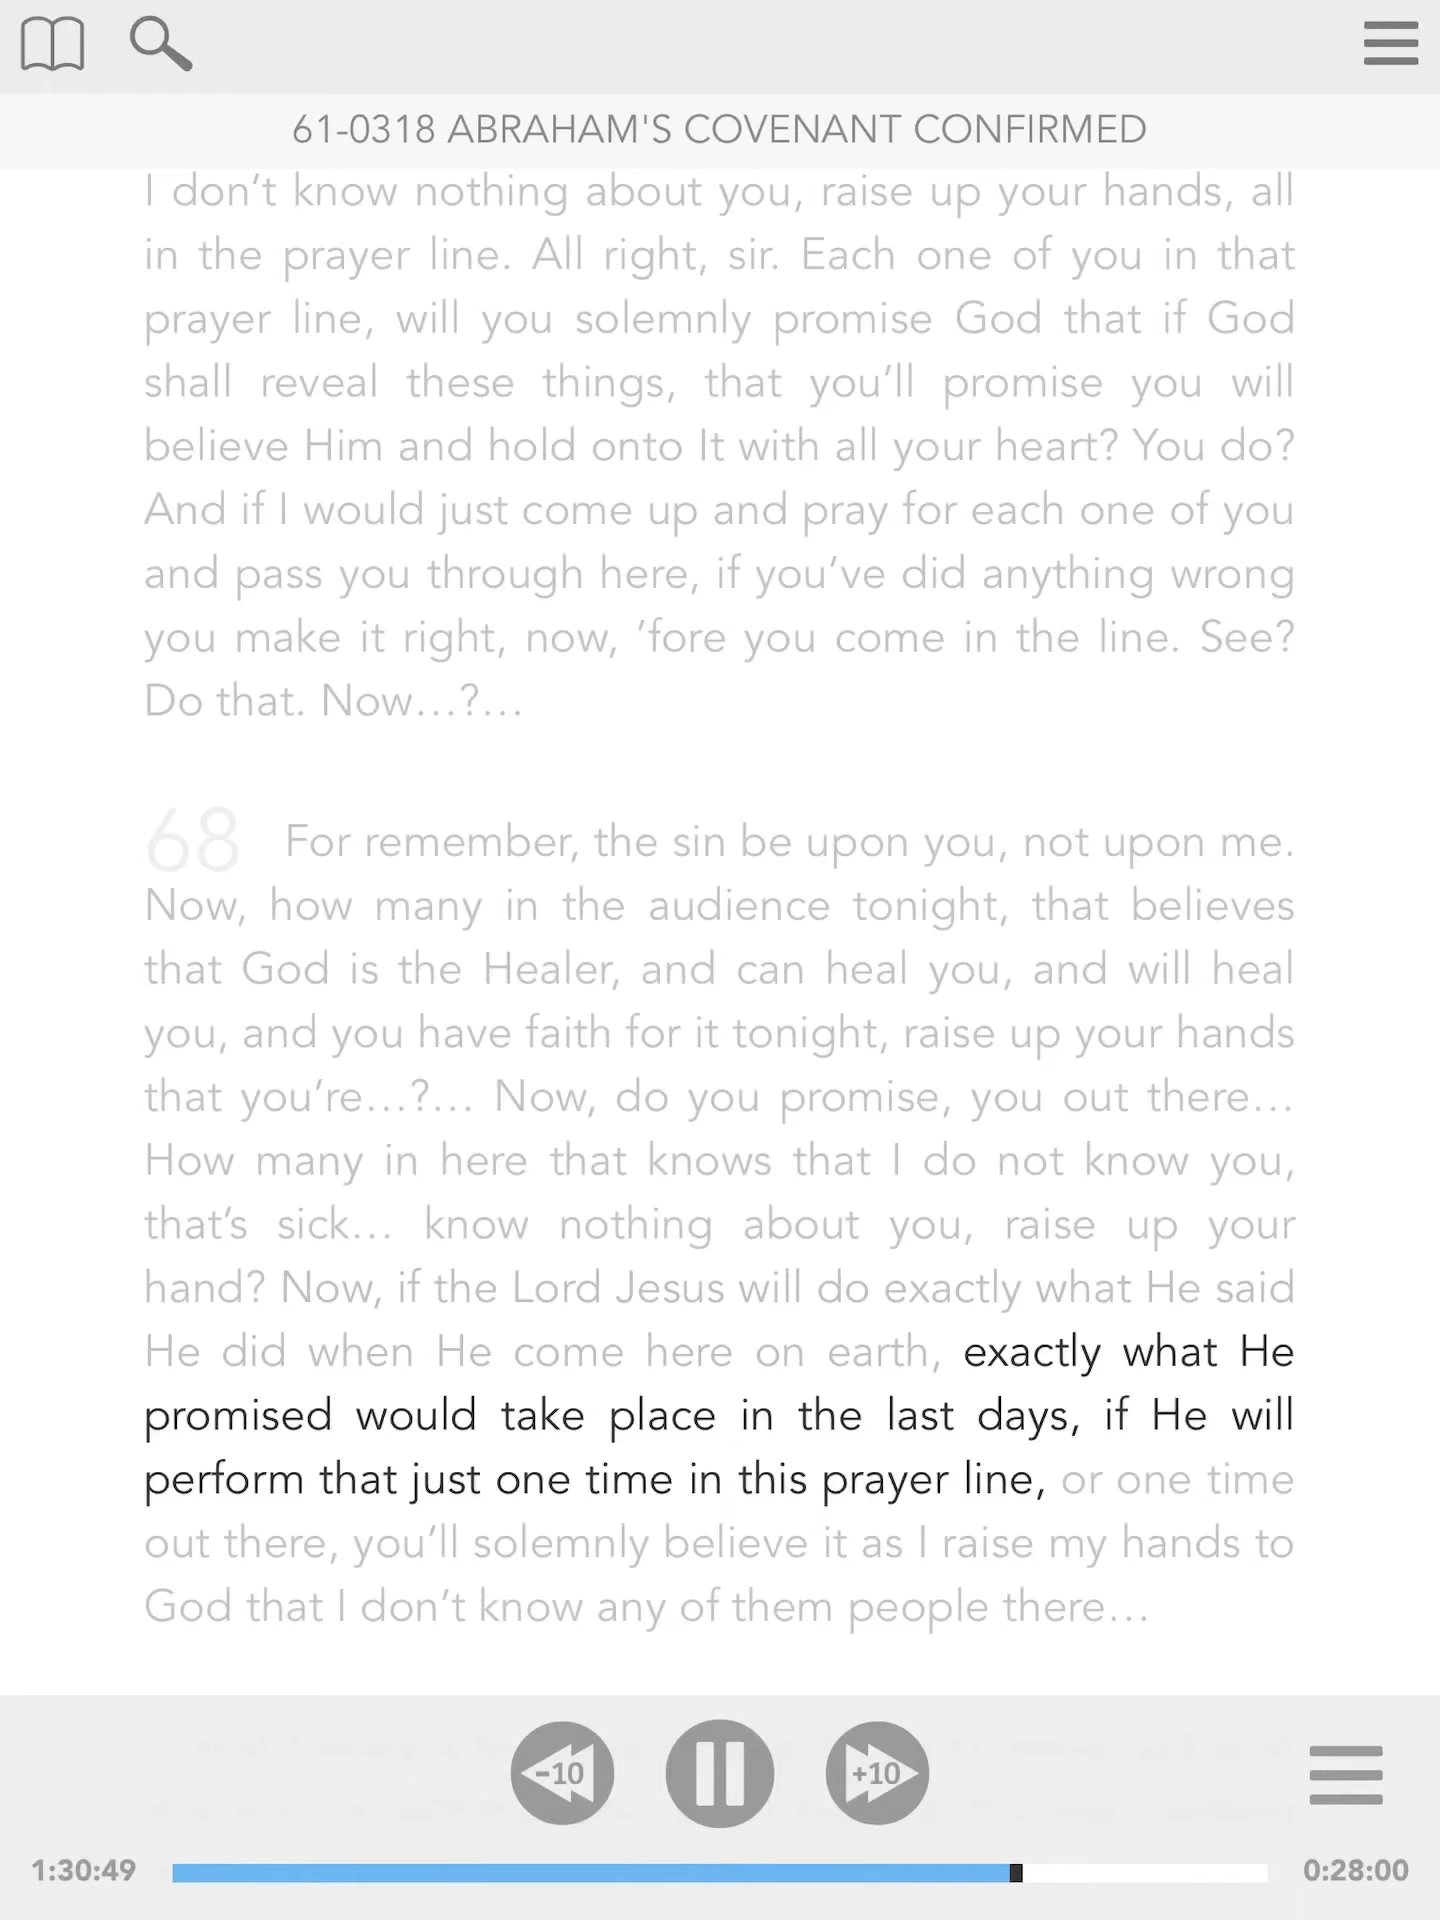 61-0318 ABRAHAM'S COVENANT CONFIRMED
I don’t know nothing about you, raise up your hands, all
in the prayer line. All right, sir. Each one of you in that
prayer line, will you solemnly promise God that if God
shall reveal these things, that you’ll promise you will
believe Him and hold onto It with all your heart? You do?
And if I would just come up and pray for each one of you
and pass you through here, if you’ve did anything wrong
you make it right, now, ’fore you come in the line. See?
Do that. Now…?…
68 For remember, the sin be upon you, not upon me.
Now, how many in the audience tonight, that believes
that God is the Healer, and can heal you, and will heal
you, and you have faith for it tonight, raise up your hands
that you’re…?… Now, do you promise, you out there…
How many in here that knows that I do not know you,
that’s sick… know nothing about you, raise up your
hand? Now, if the Lord Jesus will do exactly what He said
He did when He come here on earth, exactly what He
promised would take place in the last days, if He will
perform that just one time in this prayer line, or one time
out there, you’ll solemnly believe it as I raise my hands to
God that I don’t know any of them people there…
-10 +10
1:30:49 0:28:00